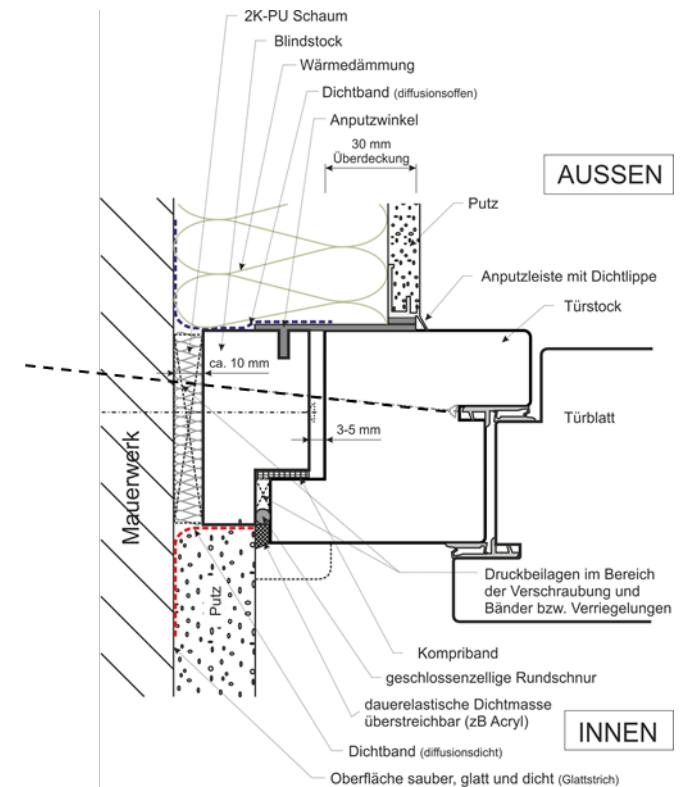 2K-PU Schaum
Blindstock
Wärmedämmung
Dichtband (diffusionsoffen)
Anputzwinkel
30 mm
Überdeckung
AUSSEN
Putz
Anputzleiste mit Dichtlippe
Türstock
ca. 10 mm
3-5 mm
Türblatt
Mauerwerk
Putz
Druckbeilagen im Bereich
der Verschraubung und
Bänder bzw. Verriegelungen
Kompriband
geschlossenzellige Rundschnur
dauerelastische Dichtmasse
überstreichbar (zB Acryl)
INNEN
Dichtband (diffusionsdicht)
Oberfläche sauber, glatt und dicht (Glattstrich)